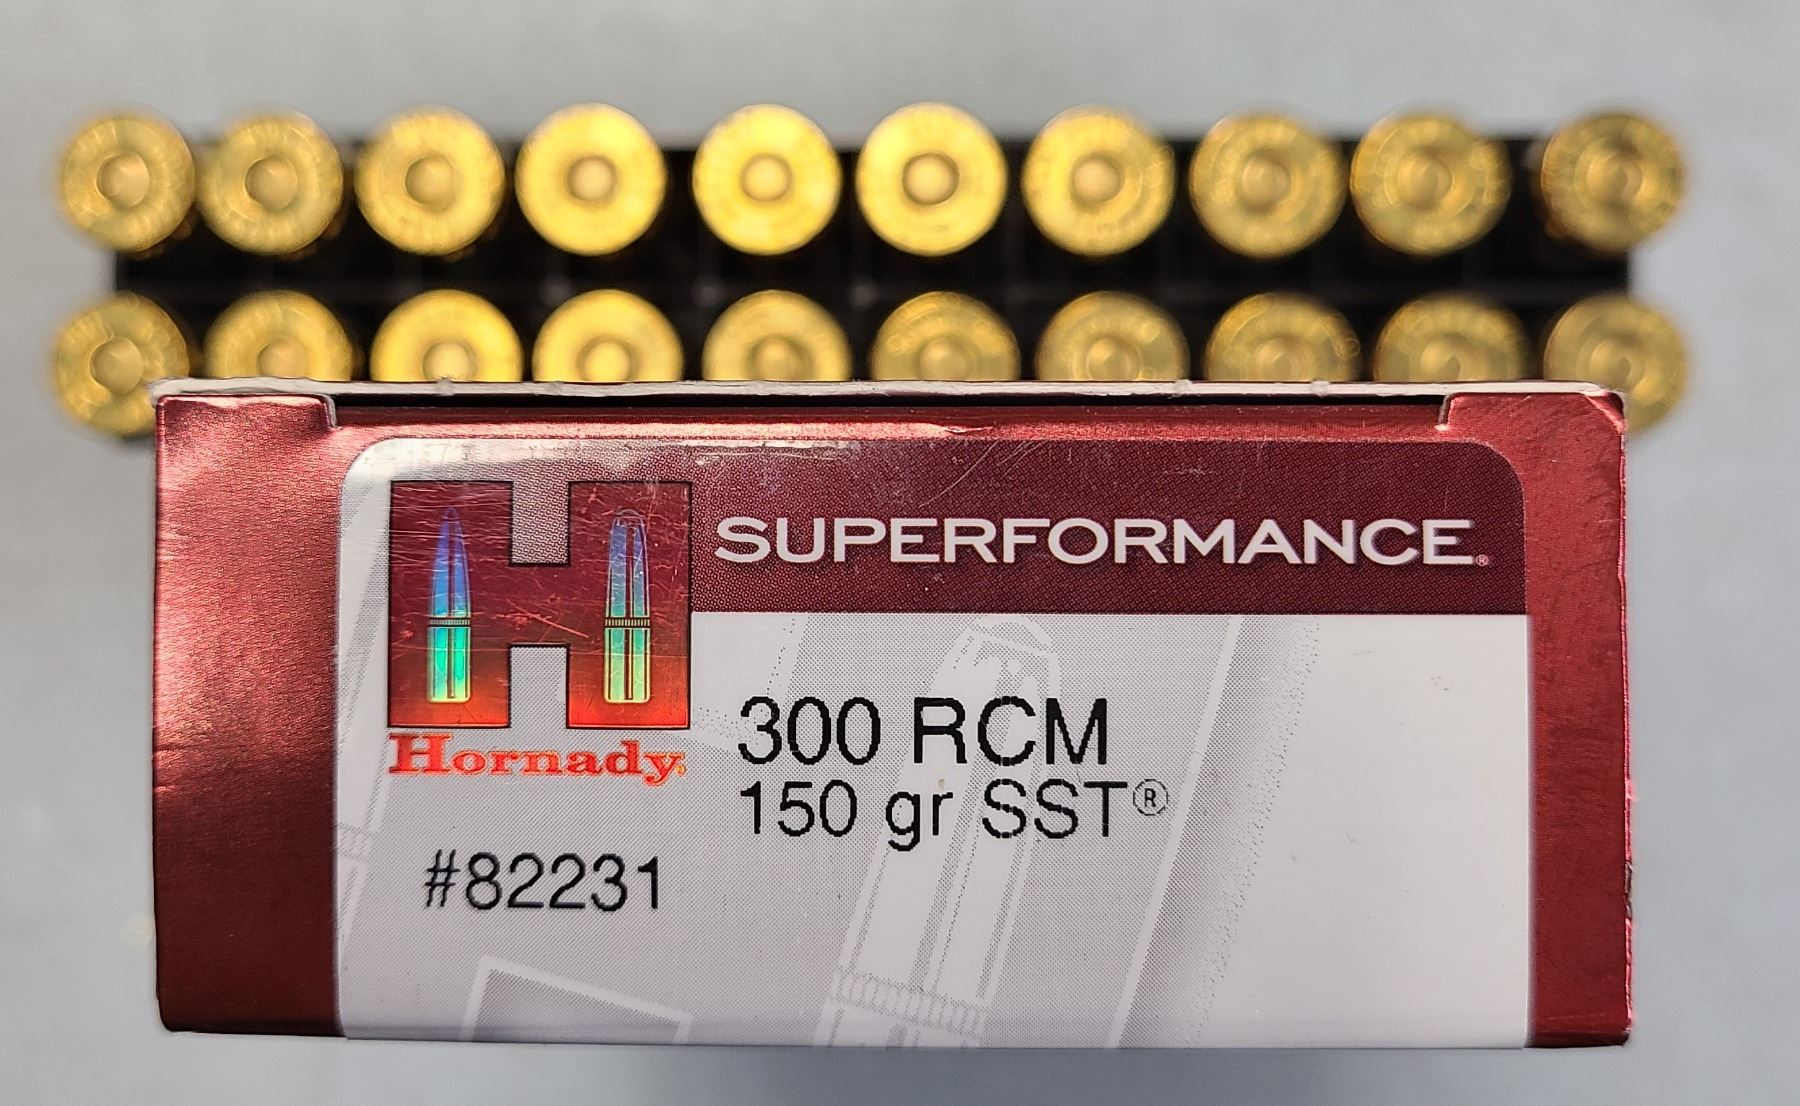 SUPERFORMANCE®
Hornady
300 RCM
150 gr SST®
#82231